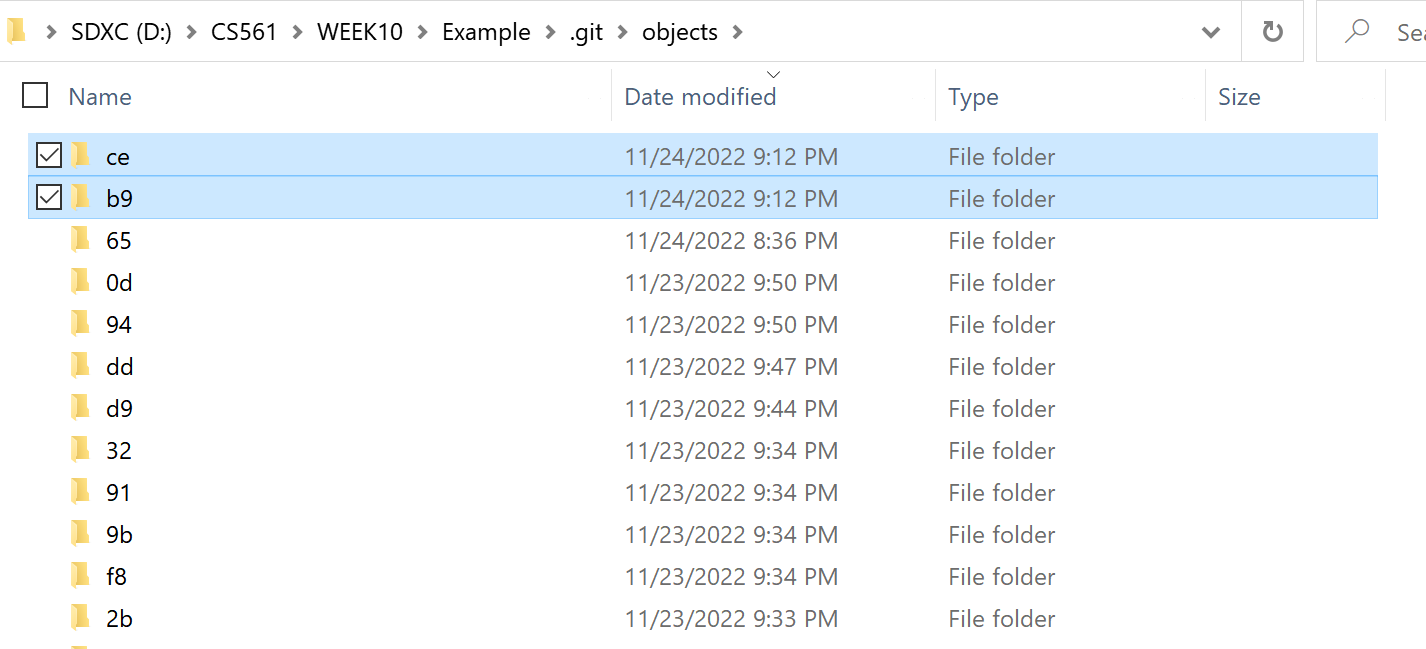 SDXC (D:) > CS561 > WEEK10 > Example > .git > objects >
Name Date modified Type Size
ce 11/24/2022 9:12 PM File folder
b9 11/24/2022 9:12 PM File folder
65 11/24/2022 8:36 PM File folder
0d 11/23/2022 9:50 PM File folder
94 11/23/2022 9:50 PM File folder
dd 11/23/2022 9:47 PM File folder
d9 11/23/2022 9:44 PM File folder
32 11/23/2022 9:34 PM File folder
91 11/23/2022 9:34 PM File folder
9b 11/23/2022 9:34 PM File folder
f8 11/23/2022 9:34 PM File folder
2b 11/23/2022 9:33 PM File folder